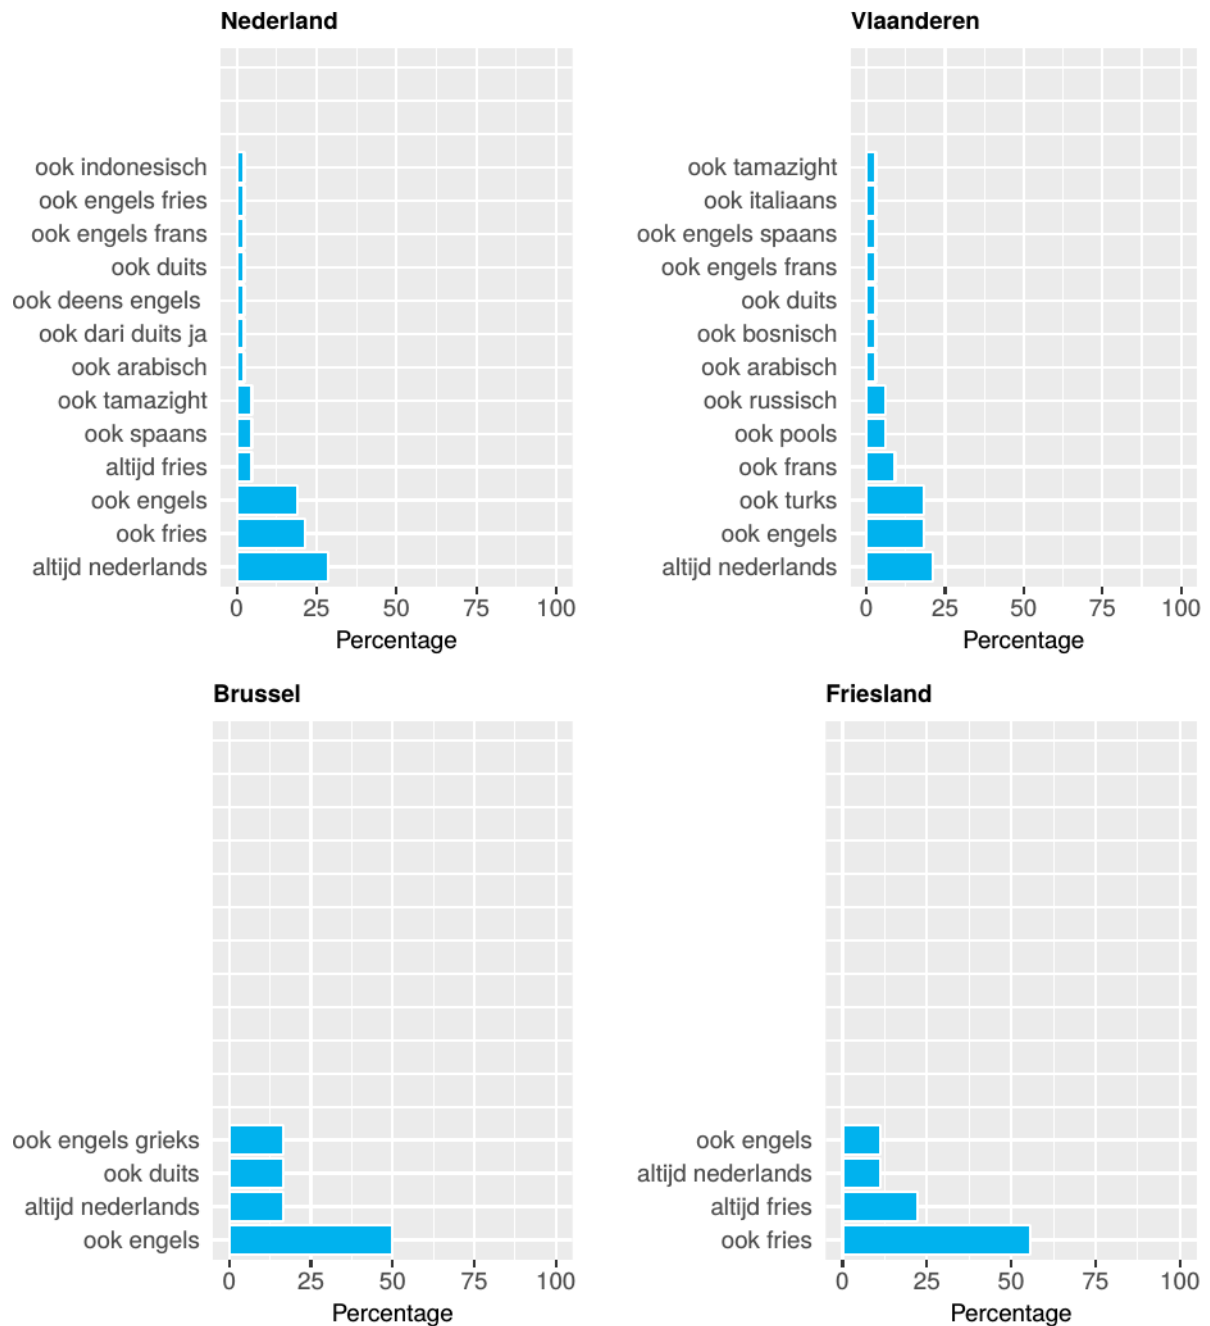 Nederland
ook indonesisch
ook engels fries
ook engels frans
ook duits
ook deens engels
ook dari duits ja
ook arabisch
ook tamazight
ook spaans
altijd fries
ook engels
ook fries
altijd nederlands
0 25 50 75 100
Percentage
Vlaanderen
ook tamazight
ook italiaans
ook engels spaans
ook engels frans
ook duits
ook bosnisch
ook arabisch
ook russisch
ook pools
ook frans
ook turks
ook engels
altijd nederlands
0 25 50 75 100
Percentage
Brussel
ook engels grieks
ook duits
altijd nederlands
ook engels
0 25 50 75 100
Percentage
Friesland
ook engels
altijd nederlands
altijd fries
ook fries
0 25 50 75 100
Percentage